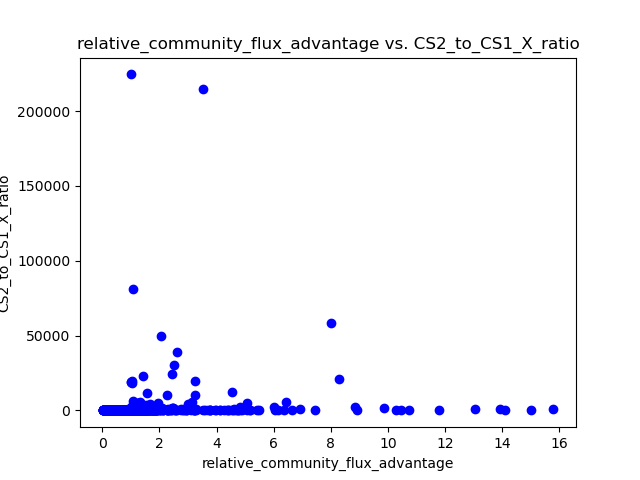 relative_community_flux_advantage vs. CS2_to_CS1_X_ratio
CS2_to_CS1_X_ratio
200000
150000
100000
50000
0
0 2 4 6 8 10 12 14 16
relative_community_flux_advantage